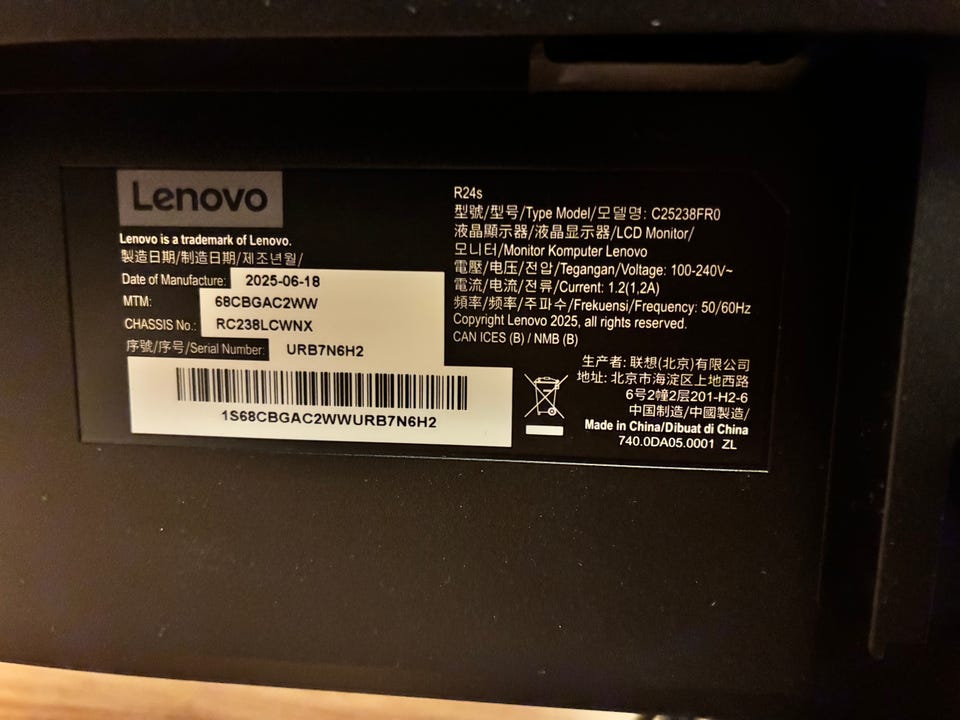 Lenovo
Lenovo is a trademark of Lenovo.
製造日期/制造日期/제조년월/
Date of Manufacture: 2025-06-18
MTM: 68CBGAC2WW
CHASSIS No.: RC238LCWNX
序號/序号/Serial Number: URB7N6H2
1S68CBGAC2WWURB7N6H2
R24s
型號/型号/Type Model/모델명: C25238FR0
液晶顯示器/液晶显示器/LCD Monitor/
모니터/Monitor Komputer Lenovo
電壓/电压/전압/Tegangan/Voltage: 100-240V~
電流/电流/전류/Current: 1.2(1,2A)
頻率/频率/주파수/Frekuensi/Frequency: 50/60Hz
Copyright Lenovo 2025, all rights reserved.
CAN ICES (B) / NMB (B)
生产者: 联想(北京)有限公司
地址: 北京市海淀区上地西路
6号2幢2层201-H2-6
中国制造/中國製造/
Made in China/Dibuat di China
740.0DA05.0001 ZL